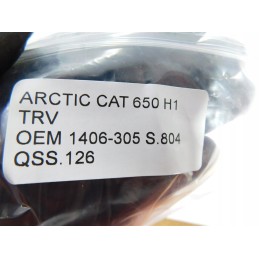 ARCTIC CAT 650 H1
TRV
OEM 1406-305 S.804
QSS.126